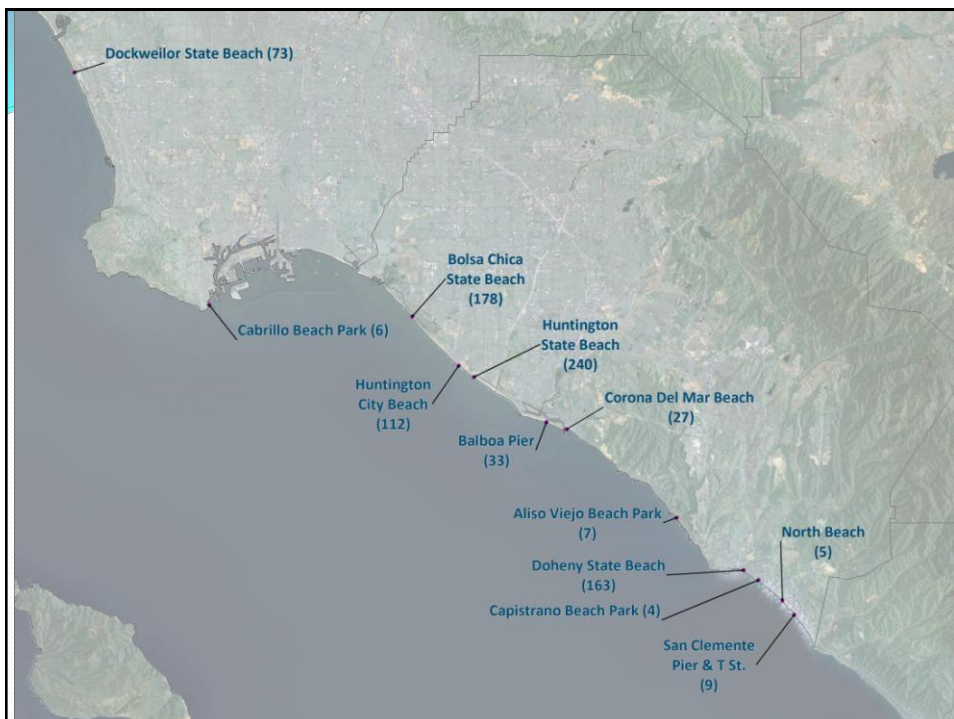 Dockweilor State Beach (73)
Bolsa Chica
State Beach
(178)
Cabrillo Beach Park (6)
Huntington
State Beach
(240)
Huntington
City Beach
(112)
Corona Del Mar Beach
(27)
Balboa Pier
(33)
Aliso Viejo Beach Park
(7)
North Beach
(5)
Doheny State Beach
(163)
Capistrano Beach Park (4)
San Clemente
Pier & T St.
(9)